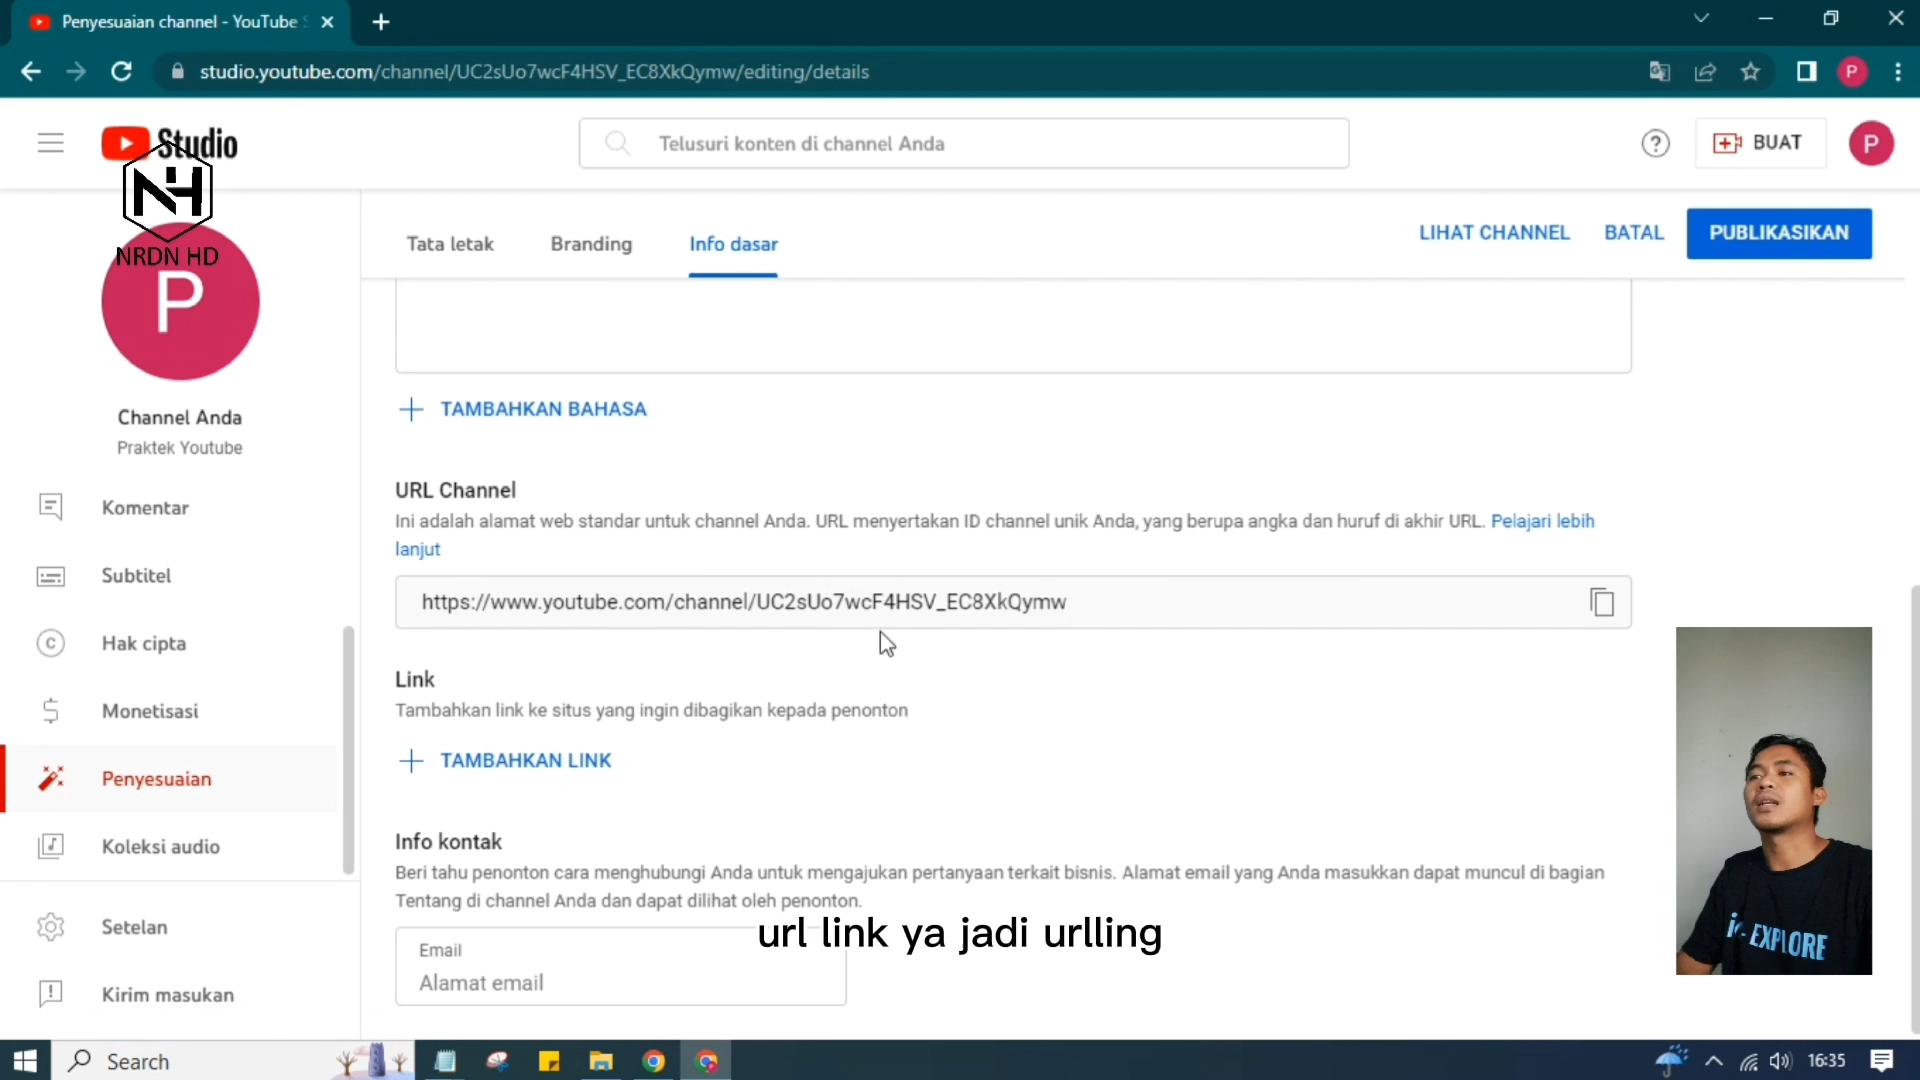 Penyesuaian channel - YouTube S
studio.youtube.com/channel/UC2sUo7wcF4HSV_EC8XkQymw/editing/details
P
Studio
Telusuri konten di channel Anda
BUAT
P
NH
NRDN HD
P
Channel Anda
Praktek Youtube
Komentar
Subtitel
Hak cipta
Monetisasi
Penyesuaian
Koleksi audio
Setelan
Kirim masukan
Tata letak
Branding
Info dasar
LIHAT CHANNEL
BATAL
PUBLIKASIKAN
TAMBAHKAN BAHASA
URL Channel
Ini adalah alamat web standar untuk channel Anda. URL menyertakan ID channel unik Anda, yang berupa angka dan huruf di akhir URL. Pelajari lebih
lanjut
https://www.youtube.com/channel/UC2sUo7wcF4HSV_EC8XkQymw
Link
Tambahkan link ke situs yang ingin dibagikan kepada penonton
TAMBAHKAN LINK
Info kontak
Beri tahu penonton cara menghubungi Anda untuk mengajukan pertanyaan terkait bisnis. Alamat email yang Anda masukkan dapat muncul di bagian
Tentang di channel Anda dan dapat dilihat oleh penonton.
url link ya jadi urlling
Email
Alamat email
EXPLORE
Search
16:35